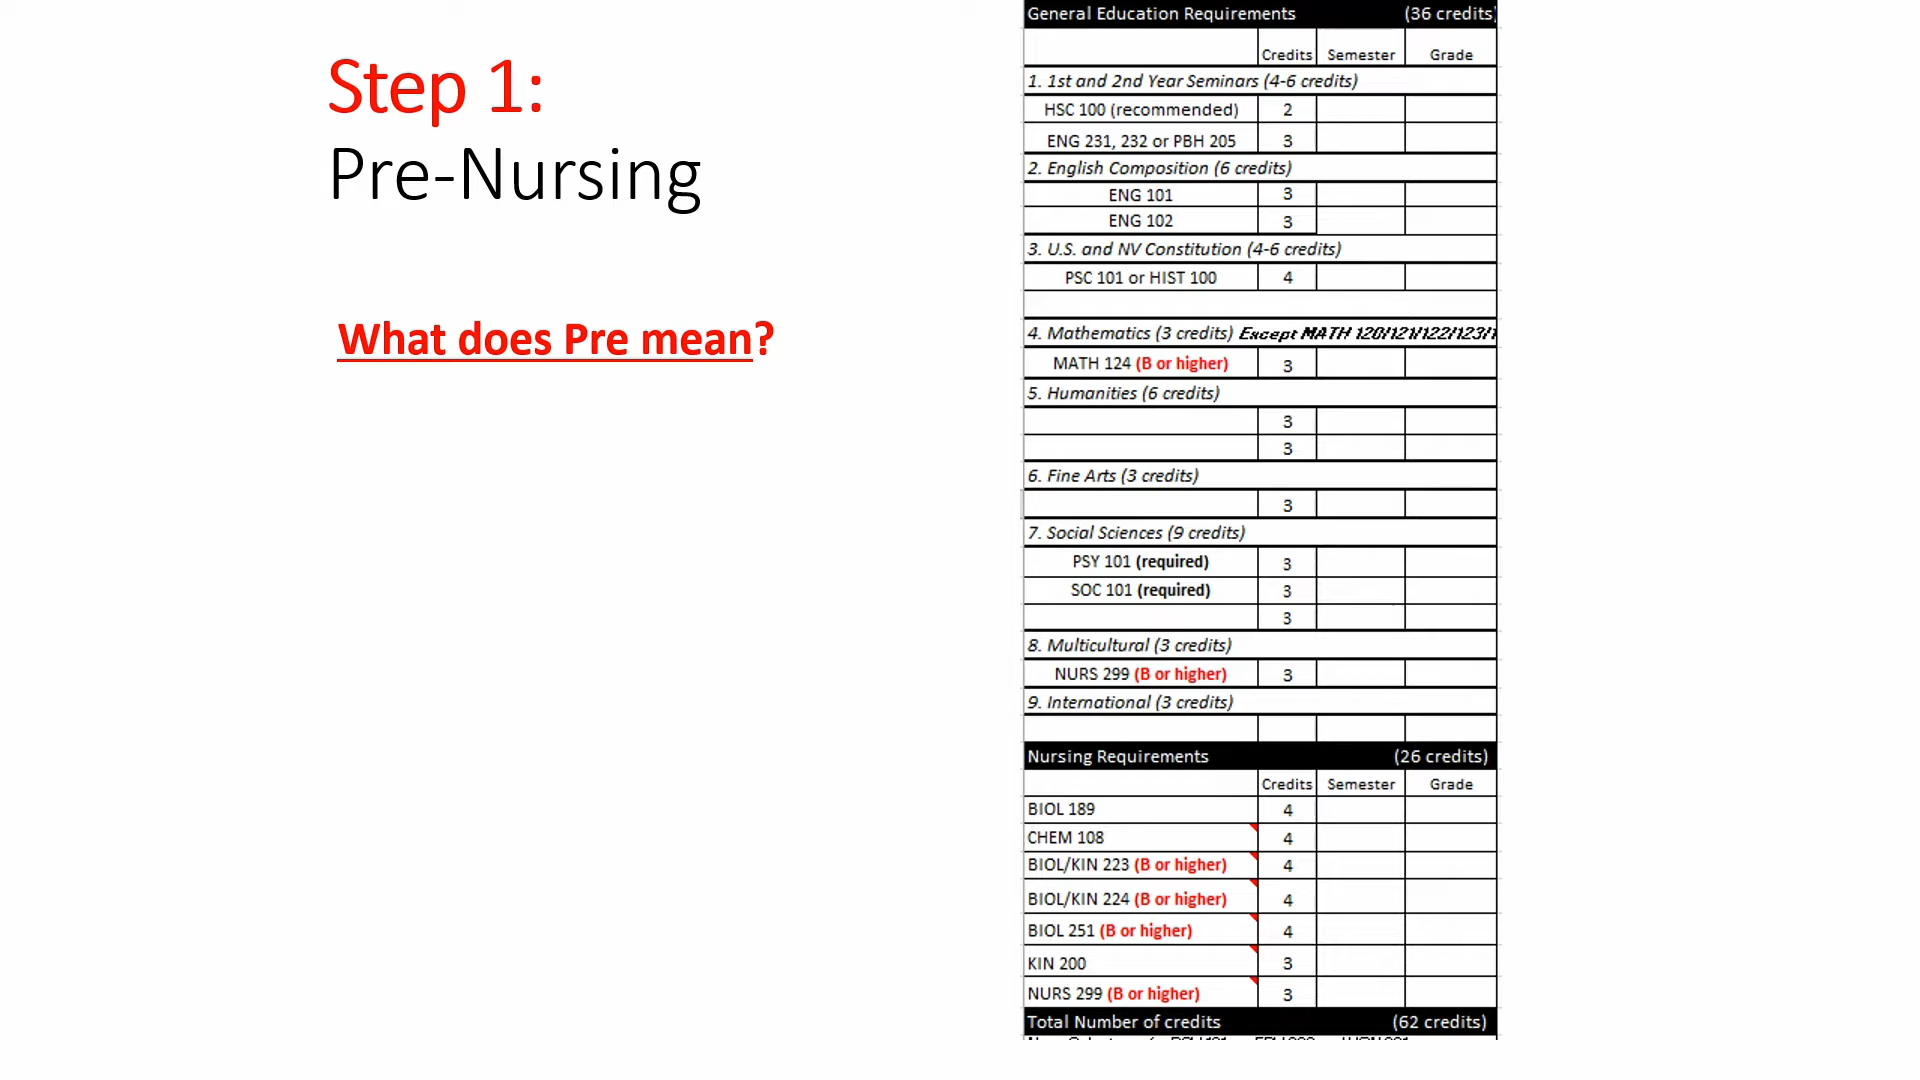 Step 1:
Pre-Nursing
What does Pre mean?
General Education Requirements (36 credits)
Credits Semester Grade
1. 1st and 2nd Year Seminars (4-6 credits)
HSC 100 (recommended) 2
ENG 231, 232 or PBH 205 3
2. English Composition (6 credits)
ENG 101 3
ENG 102 3
3. U.S. and NV Constitution (4-6 credits)
PSC 101 or HIST 100 4
4. Mathematics (3 credits) Except MATH 120/121/122/123/1
MATH 124 (B or higher) 3
5. Humanities (6 credits)
3
3
6. Fine Arts (3 credits)
3
7. Social Sciences (9 credits)
PSY 101 (required) 3
SOC 101 (required) 3
3
8. Multicultural (3 credits)
NURS 299 (B or higher) 3
9. International (3 credits)
Nursing Requirements (26 credits)
Credits Semester Grade
BIOL 189 4
CHEM 108 4
BIOL/KIN 223 (B or higher) 4
BIOL/KIN 224 (B or higher) 4
BIOL 251 (B or higher) 4
KIN 200 3
NURS 299 (B or higher) 3
Total Number of credits (62 credits)